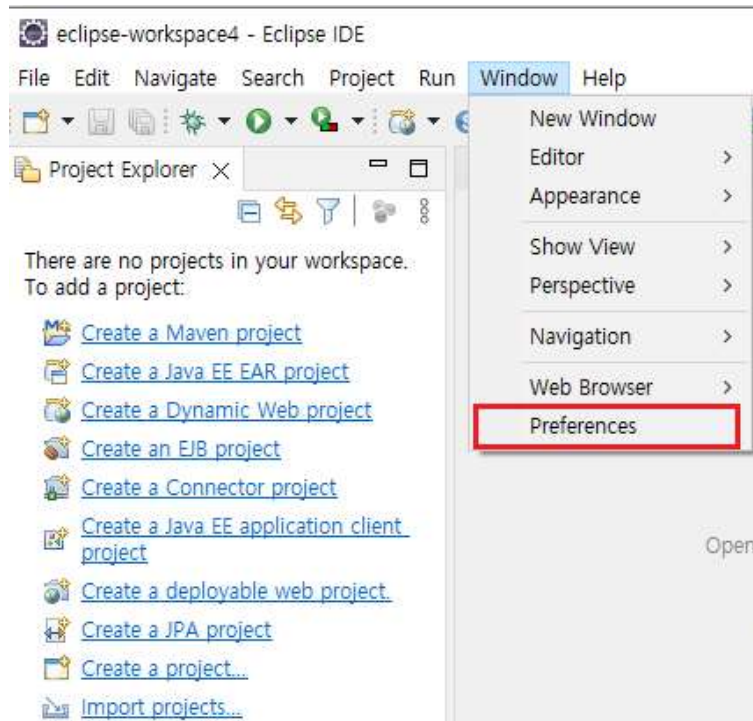 eclipse-workspace4 - Eclipse IDE
File Edit Navigate Search Project Run Window Help
Project Explorer
There are no projects in your workspace.
To add a project:
Create a Maven project
Create a Java EE EAR project
Create a Dynamic Web project
Create an EJB project
Create a Connector project
Create a Java EE application client
project
Create a deployable web project.
Create a JPA project
Create a project...
Import projects...
New Window
Editor
Appearance
Show View
Perspective
Navigation
Web Browser
Preferences
Open